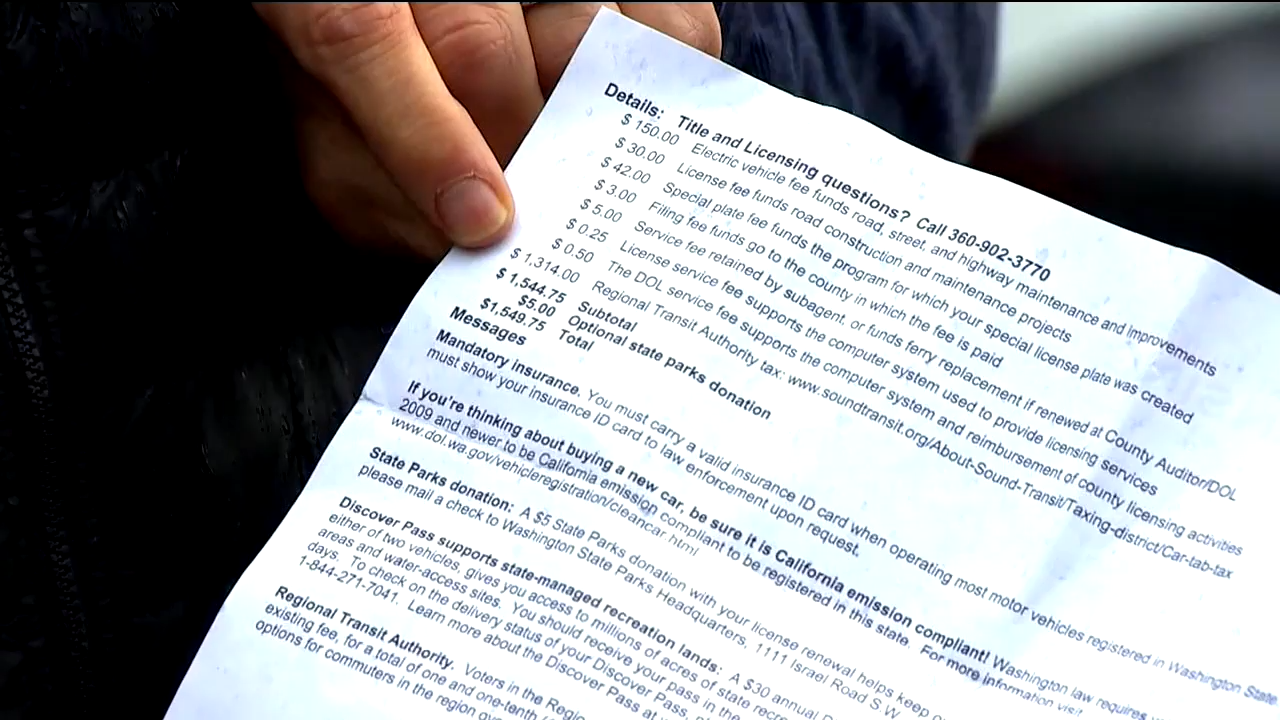 Details: Title and Licensing questions? Call 360-902-3770
$ 150.00 Electric vehicle fee funds road, street, and highway maintenance and improvements
$ 30.00 License fee funds road construction and maintenance projects
$ 42.00 Special plate fee funds the program for which your special license plate was created
$ 3.00 Filing fee funds go to the county in which the fee is paid
$ 5.00 Service fee retained by subagent, or funds ferry replacement if renewed at County Auditor/DOL
$ 0.25 License service fee supports the computer system used to provide licensing services
$ 0.50 The DOL service fee supports the computer system and reimbursement of county licensing activities
$ 1,314.00 Regional Transit Authority tax: www.soundtransit.org/About-Sound-Transit/Taxing-district/Car-tab-tax
$ 1,544.75 Subtotal
$5.00 Optional state parks donation
$1,549.75 Total
Messages
Mandatory insurance. You must carry a valid insurance ID card when operating most motor vehicles registered in Washington State.
must show your insurance ID card to law enforcement upon request.
If you're thinking about buying a new car, be sure it is California emission compliant! Washington law requires
2009 and newer to be California emission compliant to be registered in this state. For more information visit
www.dol.wa.gov/vehicleregistration/cleancar.html
State Parks donation: A $5 State Parks donation with your license renewal helps keep
please mail a check to Washington State Parks Headquarters, 1111 Israel Road S.W
Discover Pass supports state-managed recreation lands: A $30 annual
either of two vehicles, gives you access to millions of acres of state
areas and water-access sites. You should receive your pass in the
days. To check on the delivery status of your Discover Pass,
1-844-271-7041. Learn more about the Discover Pass at
Regional Transit Authority. Voters in the
existing fee, for a total of one and one-tenth
options for commuters in the region